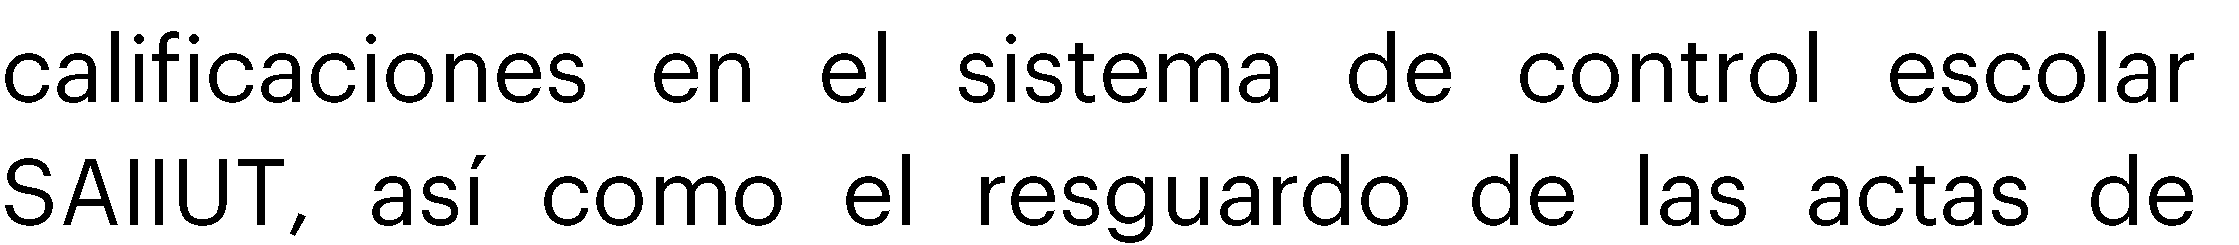 calificaciones en el sistema de control escolar
SAIIUT, así como el resguardo de las actas de